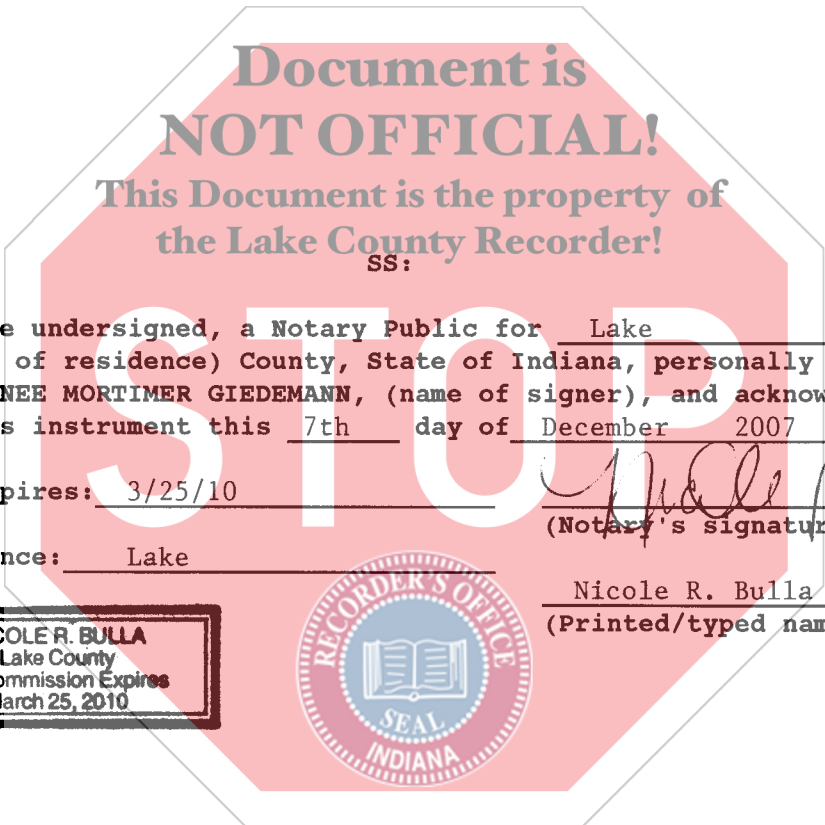 Document is
NOT OFFICIAL!
This Document is the property of
the Lake County Recorder!
SS:
STOP
e undersigned, a Notary Public for Lake
of residence) County, State of Indiana, personally
NEE MORTIMER GIEDEMANN, (name of signer), and acknow
s instrument this 7th day of December 2007
pires: 3/25/10
(Notary's signatur
nce: Lake
Nicole R. Bulla
(Printed/typed nam
COLE R. BULLA
Lake County
ommission Expires
arch 25, 2010
RECORDER'S OFFICE
SEAL
INDIANA